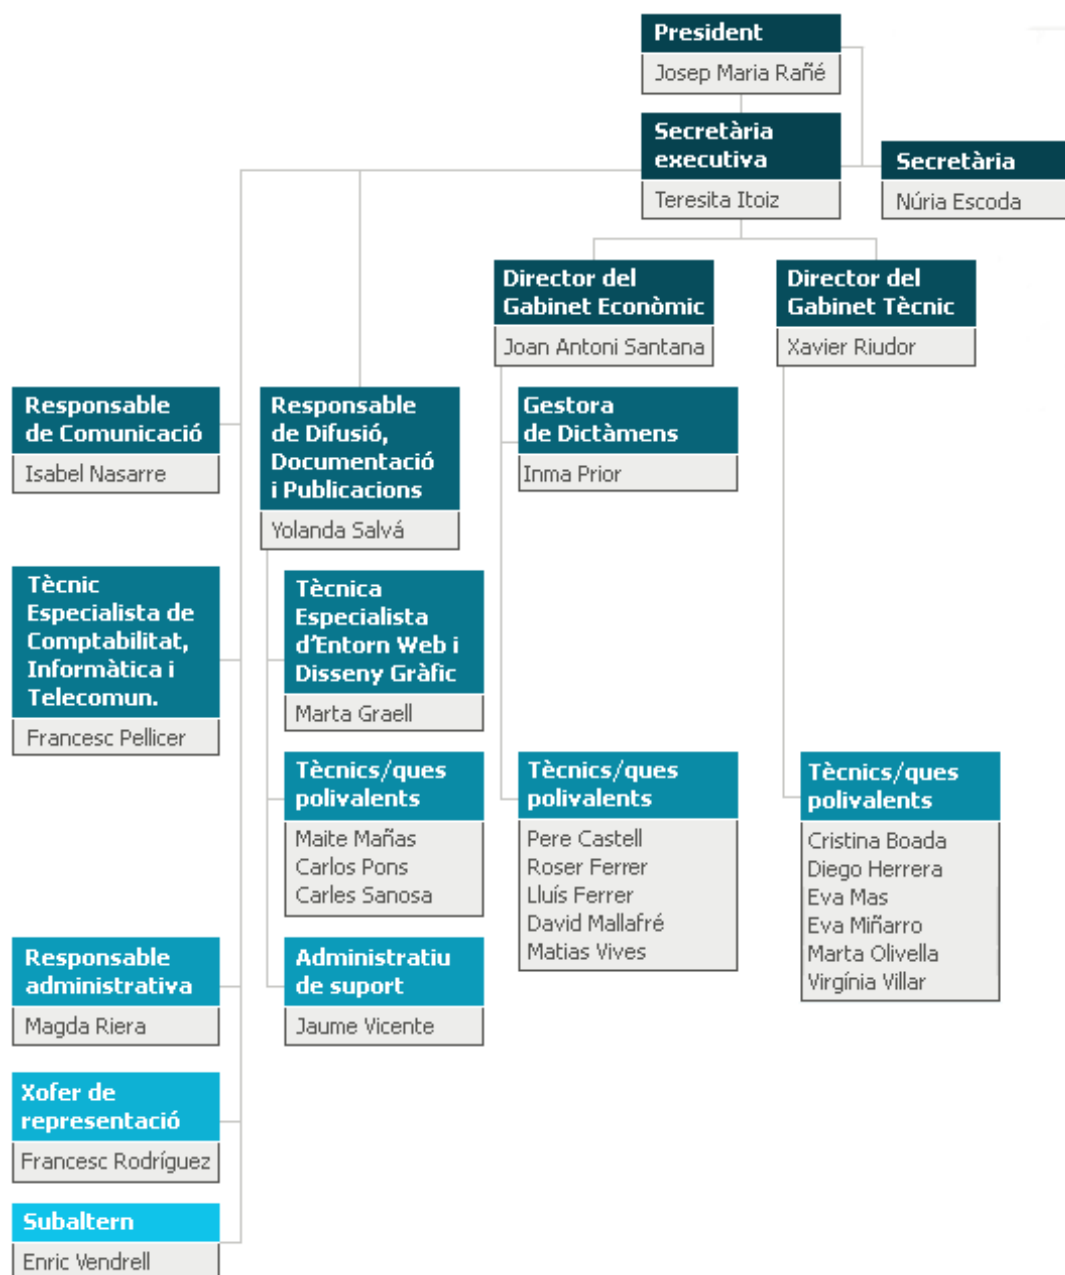 President
Josep Maria Rañé
Secretària
executiva
Teresita Itoiz
Secretària
Núria Escoda
Director del
Gabinet Econòmic
Joan Antoni Santana
Director del
Gabinet Tècnic
Xavier Riudor
Responsable
de Comunicació
Isabel Nasarre
Responsable
de Difusió,
Documentació
i Publicacions
Yolanda Salvá
Gestora
de Dictàmens
Inma Prior
Tècnic
Especialista de
Comptabilitat,
Informàtica i
Telecomun.
Francesc Pellicer
Tècnica
Especialista
d'Entorn Web i
Disseny Gràfic
Marta Graell
Tècnics/ques
polivalents
Maite Mañas
Carlos Pons
Carles Sanosa
Tècnics/ques
polivalents
Pere Castell
Roser Ferrer
Lluís Ferrer
David Mallafré
Matias Vives
Tècnics/ques
polivalents
Cristina Boada
Diego Herrera
Eva Mas
Eva Miñarro
Marta Olivella
Virgínia Villar
Responsable
administrativa
Magda Riera
Administratiu
de suport
Jaume Vicente
Xofer de
representació
Francesc Rodríguez
Subaltern
Enric Vendrell